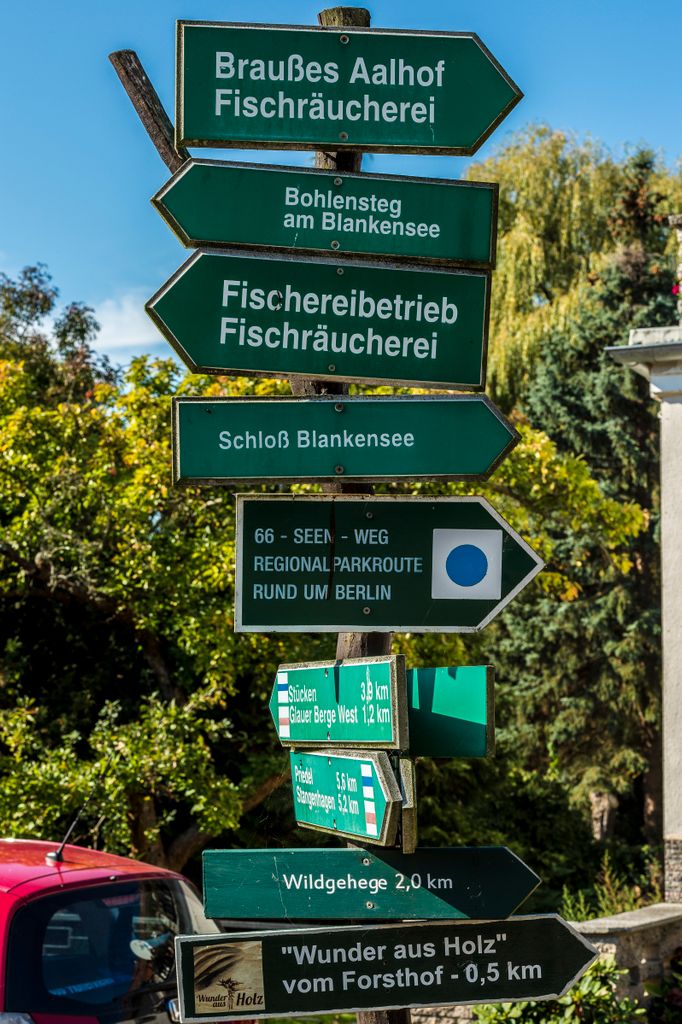 Braußes Aalhof
Fischräucherei
Bohlensteg
am Blankensee
Fischereibetrieb
Fischräucherei
Schloß Blankensee
66 - SEEN - WEG
REGIONALPARKROUTE
RUND UM BERLIN
Stücken 3,9 km
Glauer Berge West 1,2 km
Priedel 5,6 km
Stangenhagen 5,2 km
Wildgehege 2,0 km
"Wunder aus Holz"
vom Forsthof - 0,5 km
Wunder
aus Holz